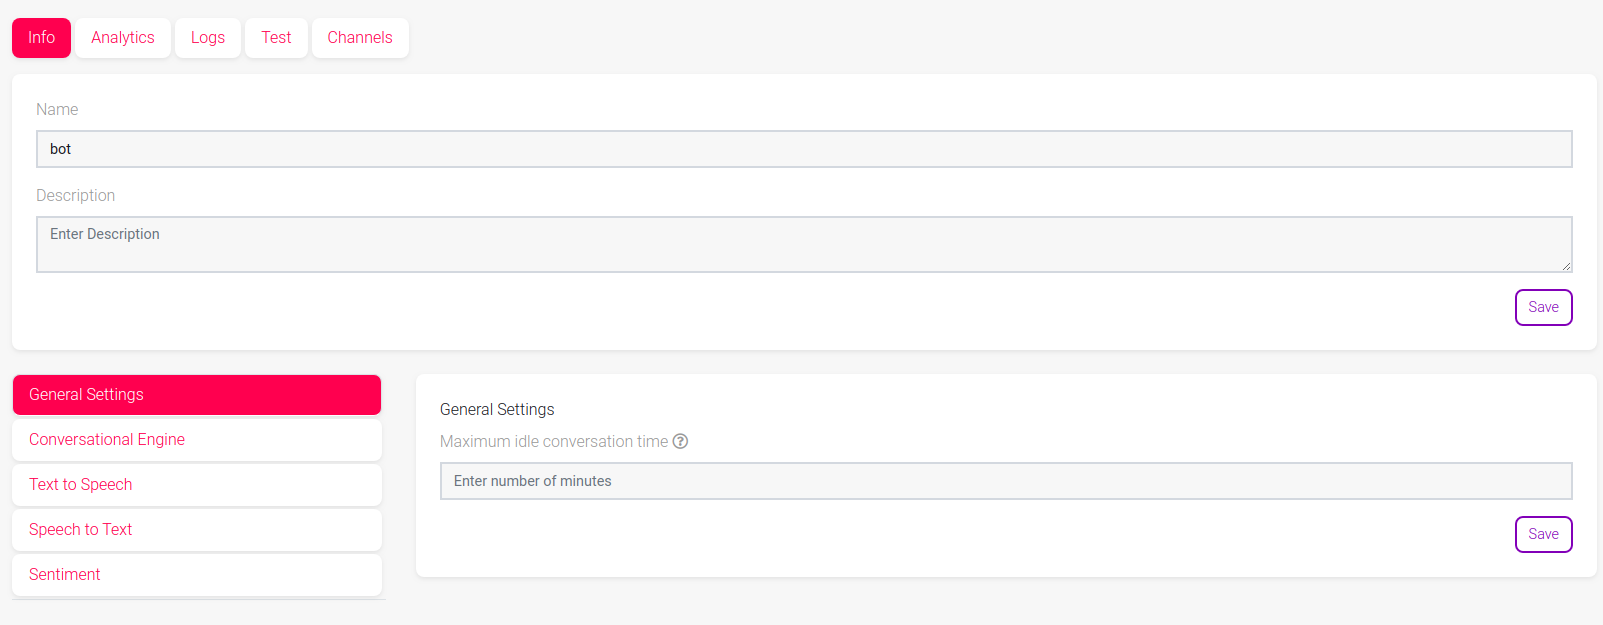 Info Analytics Logs Test Channels
Name
bot
Description
Enter Description
Save
General Settings
Conversational Engine
Text to Speech
Speech to Text
Sentiment
General Settings
Maximum idle conversation time ?
Enter number of minutes
Save